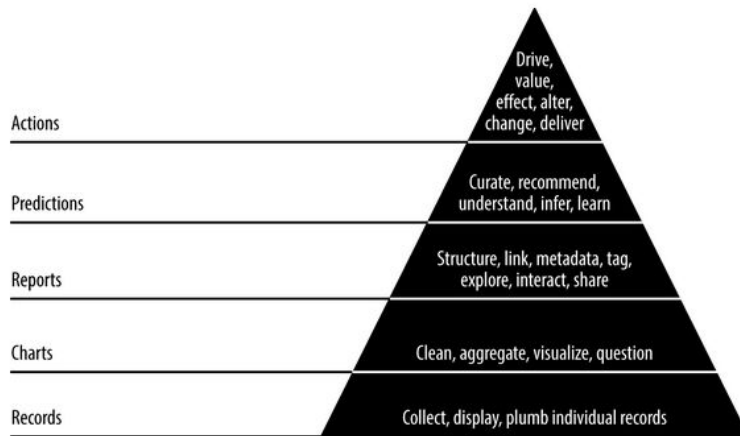 Drive,
value,
effect, alter,
change, deliver
Actions
Curate, recommend,
understand, infer, learn
Predictions
Structure, link, metadata, tag,
explore, interact, share
Reports
Charts
Clean, aggregate, visualize, question
Records
Collect, display, plumb individual records